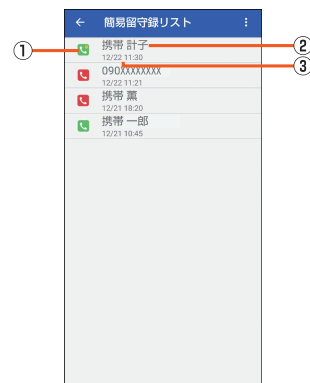 簡易留守録リスト
①
携帯 計子
②
12/22 11:30
③
090XXXXXXXX
12/22 11:21
携帯 薫
12/21 18:20
携帯 一郎
12/21 10:45